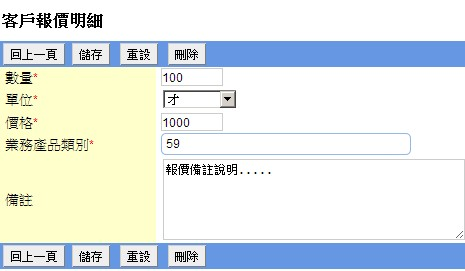 客戶報價明細
回上一頁 儲存 重設 刪除
數量* 100
單位* 才
價格* 1000
業務產品類別* 59
備註 報價備註說明.....
回上一頁 儲存 重設 刪除